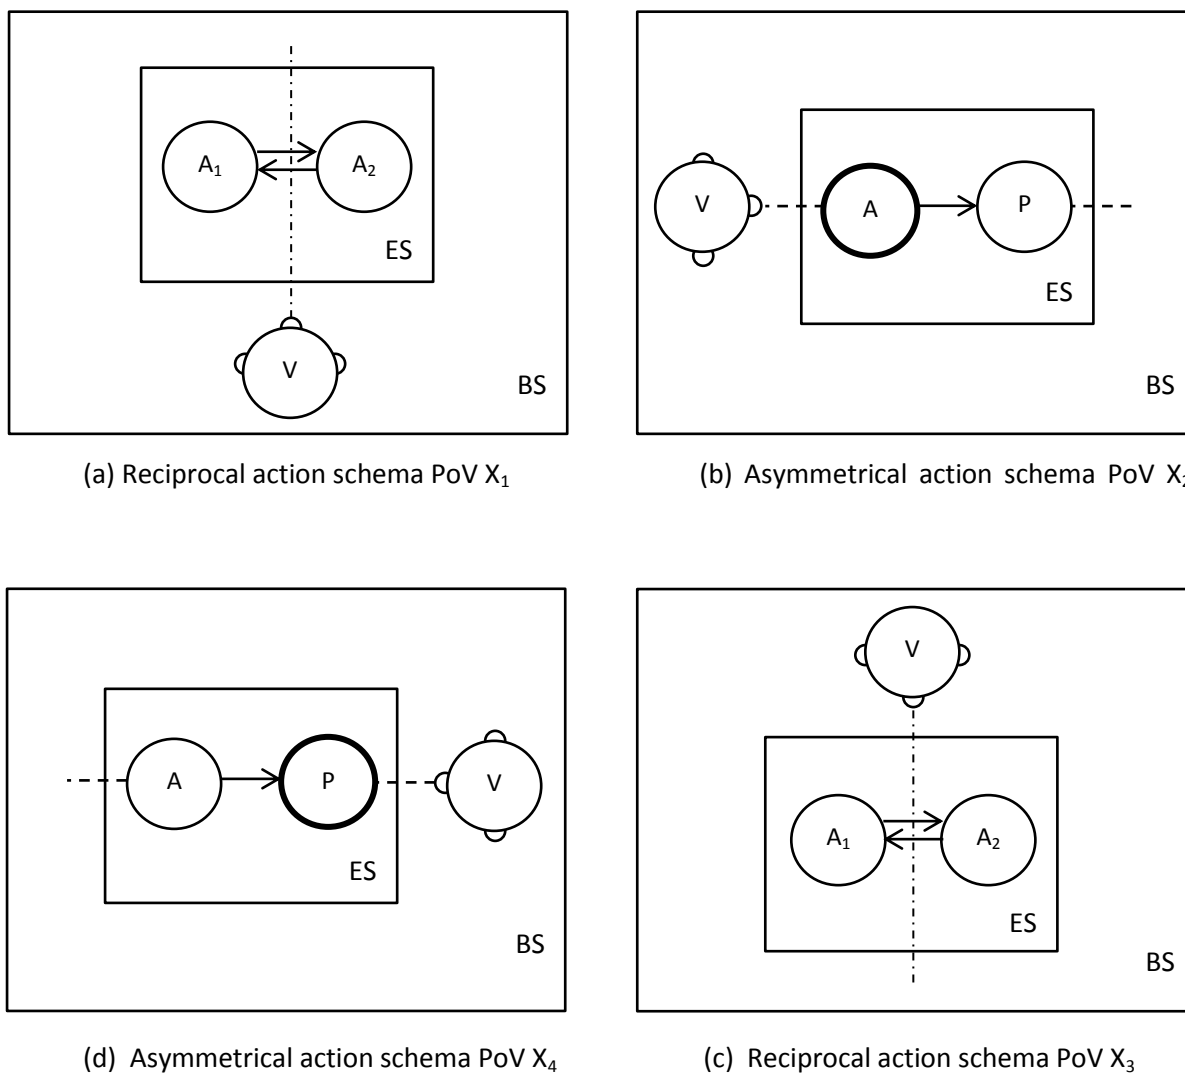 A₁
A₂
ES
V
BS
(a) Reciprocal action schema PoV X₁
V
A
P
ES
BS
(b) Asymmetrical action schema PoV X₂
A
P
V
ES
BS
(d) Asymmetrical action schema PoV X₄
V
A₁
A₂
ES
BS
(c) Reciprocal action schema PoV X₃